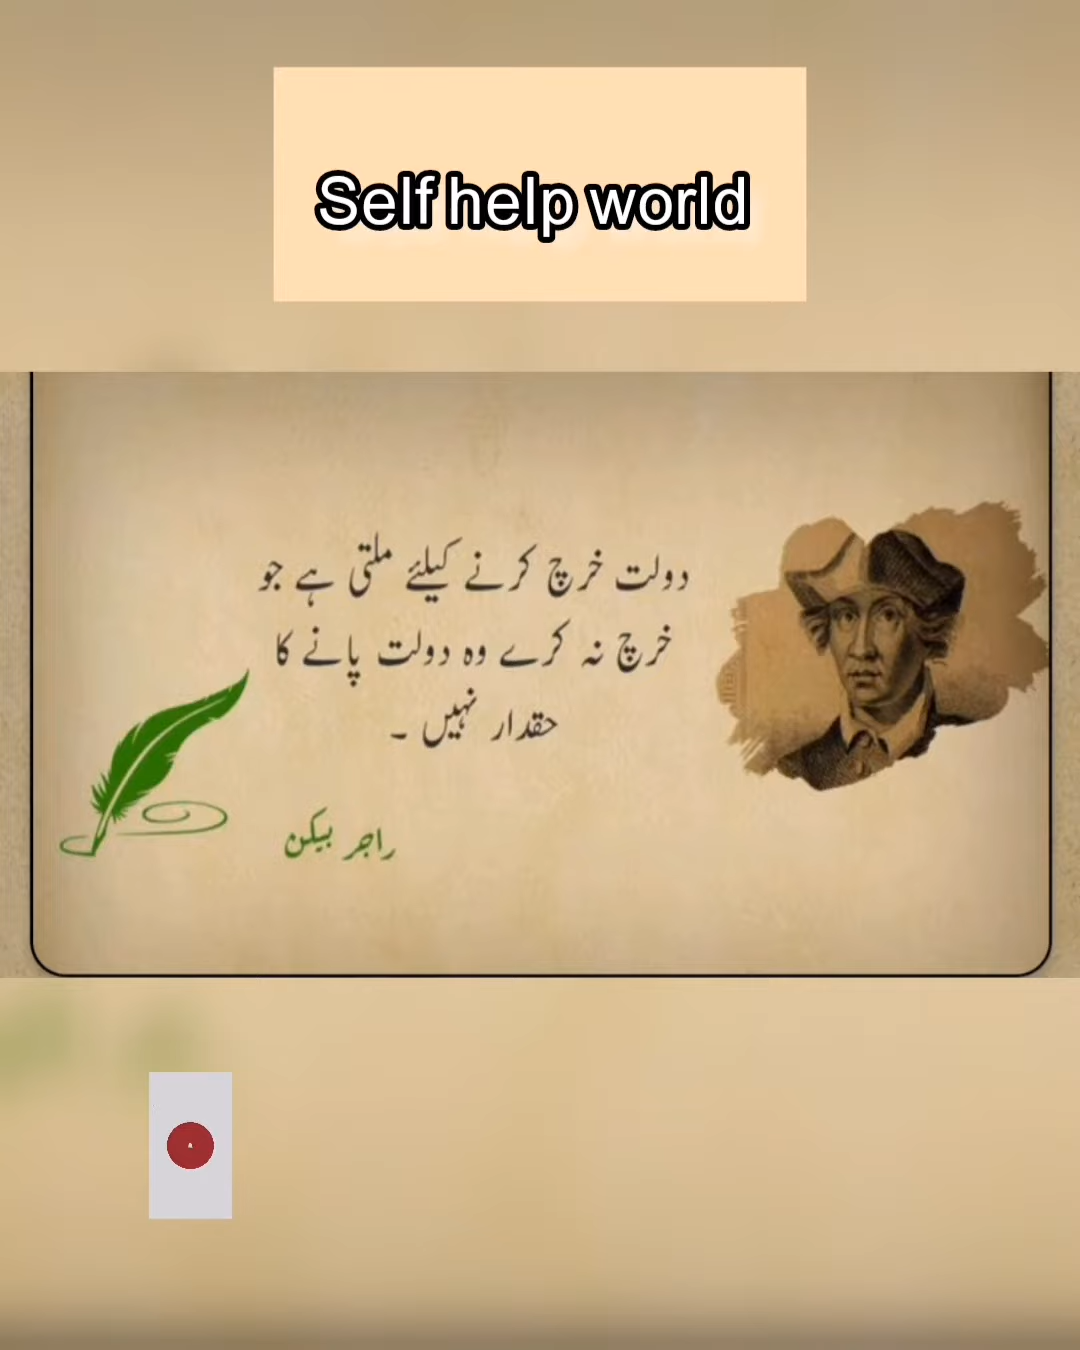 Self help world
دولت خرچ کرنے کیلئے ملتی ہے جو
خرچ نہ کرے وہ دولت پانے کا
حقدار نہیں ۔
راجر بیکن